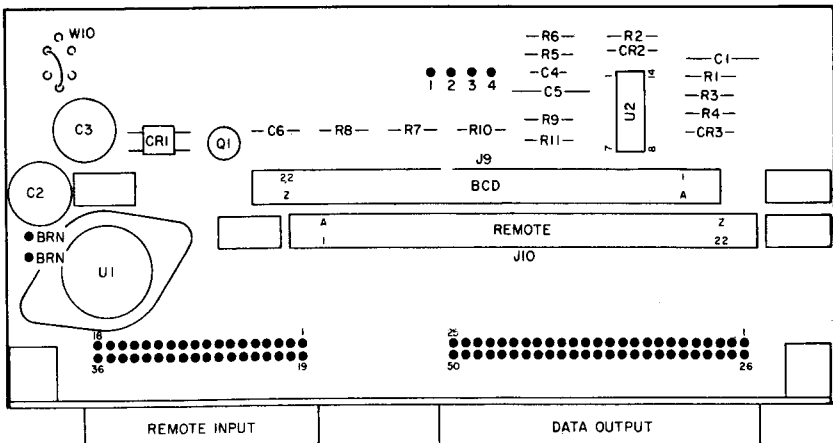 W10
R6
R2
R5
CR2
C4
C1
1 2 3 4
1
14
R1
C5
R3
U2
R4
C3
CR1
Q1
C6
R8
R7
R10
R9
CR3
R11
7
8
J9
22
BCD
1
Z
A
C2
A
REMOTE
Z
1
22
J10
BRN
BRN
U1
18
1
25
1
36
19
50
26
REMOTE INPUT
DATA OUTPUT